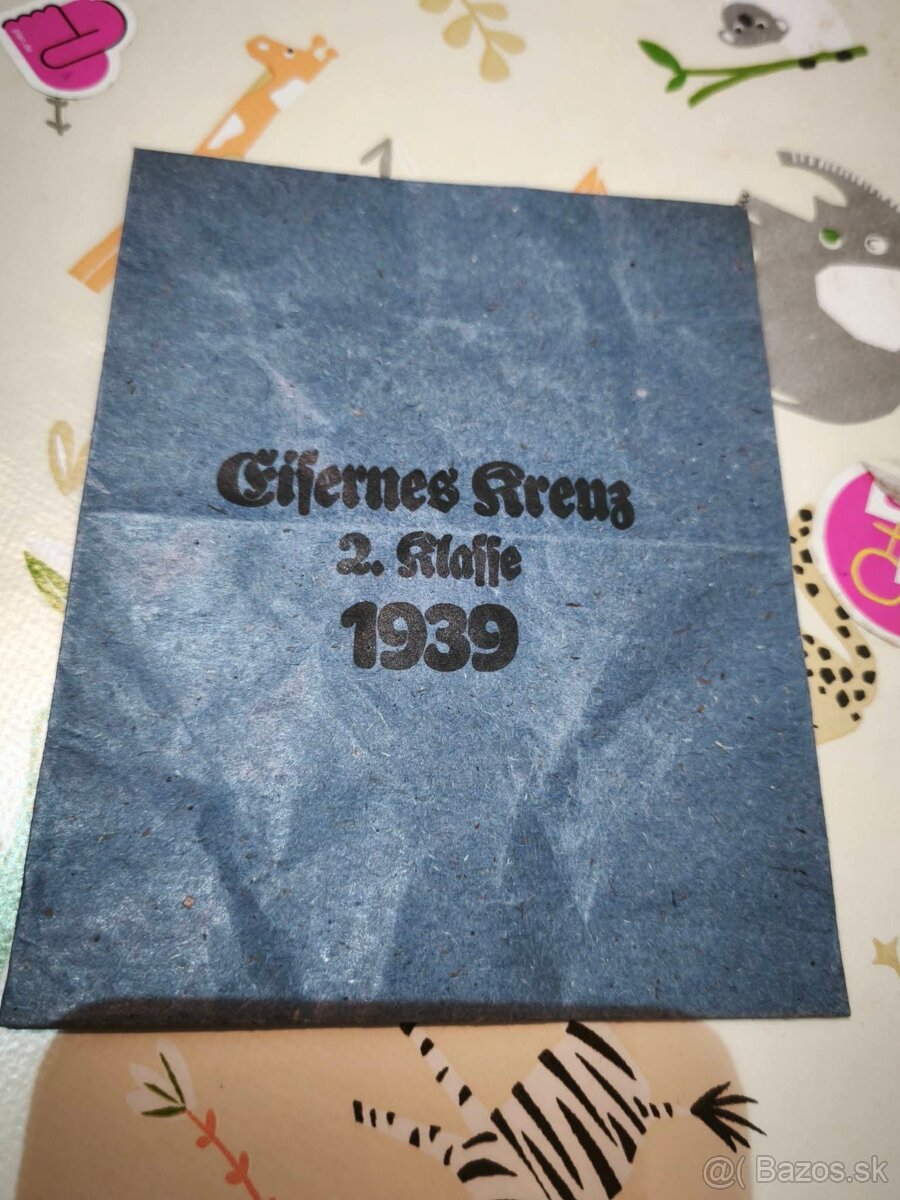 Eiſernes Kreuz
2. Klaſſe
1939
@( Bazos.sk